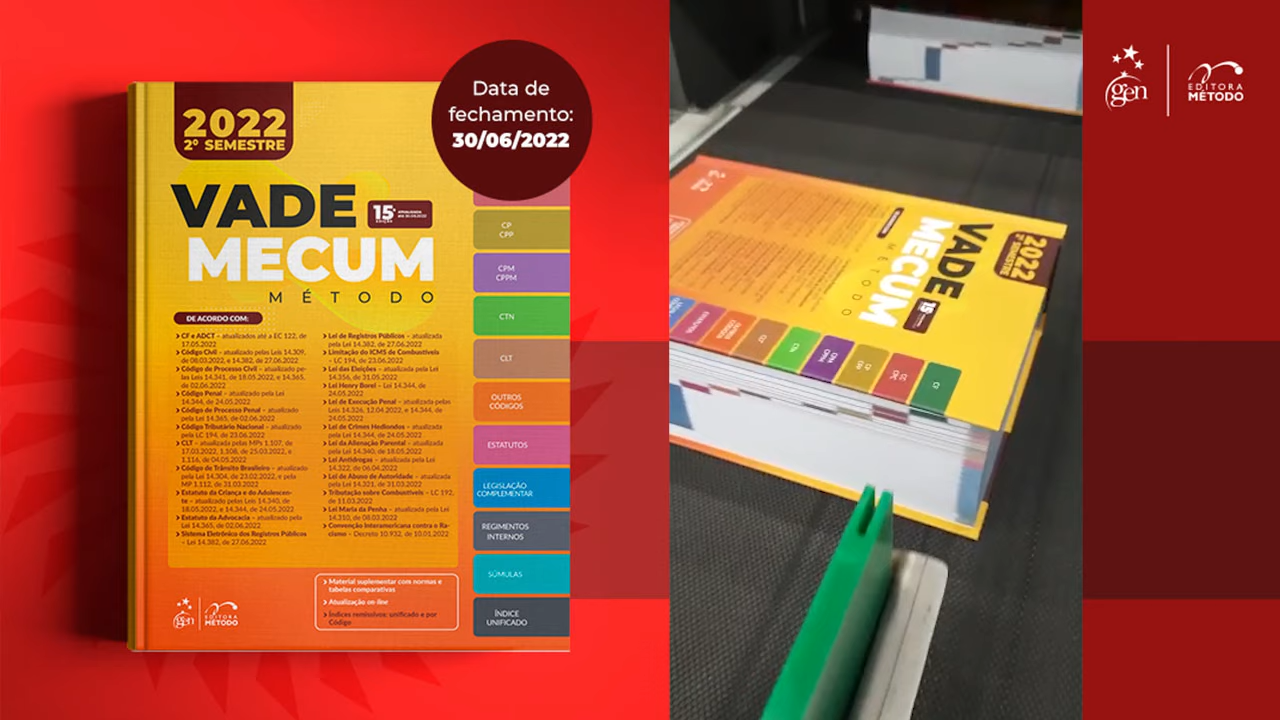 Data de
fechamento:
30/06/2022
gen
EDITORA
MÉTODO
2022
2º SEMESTRE
VADE
15ª
EDIÇÃO
ATUALIZADA
MECUM
MÉTODO
DE ACORDO COM:
CF e ADCT – atualizados até a EC 122, de
17.05.2022
Código Civil – atualizado pelas Leis 14.309,
de 08.03.2022, e 14.382, de 27.06.2022
Código de Processo Civil – atualizado pe-
las Leis 14.341, de 18.05.2022, e 14.365,
de 02.06.2022
Código Penal – atualizado pela Lei
14.344, de 24.05.2022
Código de Processo Penal – atualizado
pela Lei 14.365, de 02.06.2022
Código Tributário Nacional – atualizado
pela LC 194, de 23.06.2022
CLT – atualizada pelas MPs 1.107, de
17.03.2022, 1.108, de 25.03.2022, e
1.116, de 04.05.2022
Código de Trânsito Brasileiro – atualizado
pela Lei 14.304, de 23.02.2022, e pela
MP 1.112, de 31.03.2022
Estatuto da Criança e do Adolescen-
te – atualizado pelas Leis 14.340, de
18.05.2022, e 14.344, de 24.05.2022
Estatuto da Advocacia – atualizado pela
Lei 14.365, de 02.06.2022
Sistema Eletrônico dos Registros Públicos
– Lei 14.382, de 27.06.2022
Lei de Registros Públicos – atualizada
pela Lei 14.382, de 27.06.2022
Limitação do ICMS de Combustíveis
– LC 194, de 23.06.2022
Lei das Eleições – atualizada pela Lei
14.356, de 31.05.2022
Lei Henry Borel – Lei 14.344, de
24.05.2022
Lei de Execução Penal – atualizada pelas
Leis 14.326, 12.04.2022, e 14.344, de
24.05.2022
Lei de Crimes Hediondos – atualizada
pela Lei 14.344, de 24.05.2022
Lei da Alienação Parental – atualizada
pela Lei 14.340, de 18.05.2022
Lei Antidrogas – atualizada pela Lei
14.322, de 06.04.2022
Lei de Abuso de Autoridade – atualizada
pela Lei 14.321, de 31.03.2022
Tributação sobre Combustíveis – LC 192,
de 11.03.2022
Lei Maria da Penha – atualizada pela Lei
14.310, de 08.03.2022
Convenção Interamericana contra o Ra-
cismo – Decreto 10.932, de 10.01.2022
Material suplementar com normas e
tabelas comparativas
Atualização on-line
Índices remissivos: unificado e por
Código
gen
EDITORA
MÉTODO
CP
CPP
CPM
CPPM
CTN
CLT
OUTROS
CÓDIGOS
ESTATUTOS
LEGISLAÇÃO
COMPLEMENTAR
REGIMENTOS
INTERNOS
SÚMULAS
ÍNDICE
UNIFICADO
2022
2º SEMESTRE
VADE
MECUM
MÉTODO
15ª
CF
CC
CPC
CP
CPP
CPM
CPPM
CTN
CLT
OUTROS
CÓDIGOS
ESTATUTOS